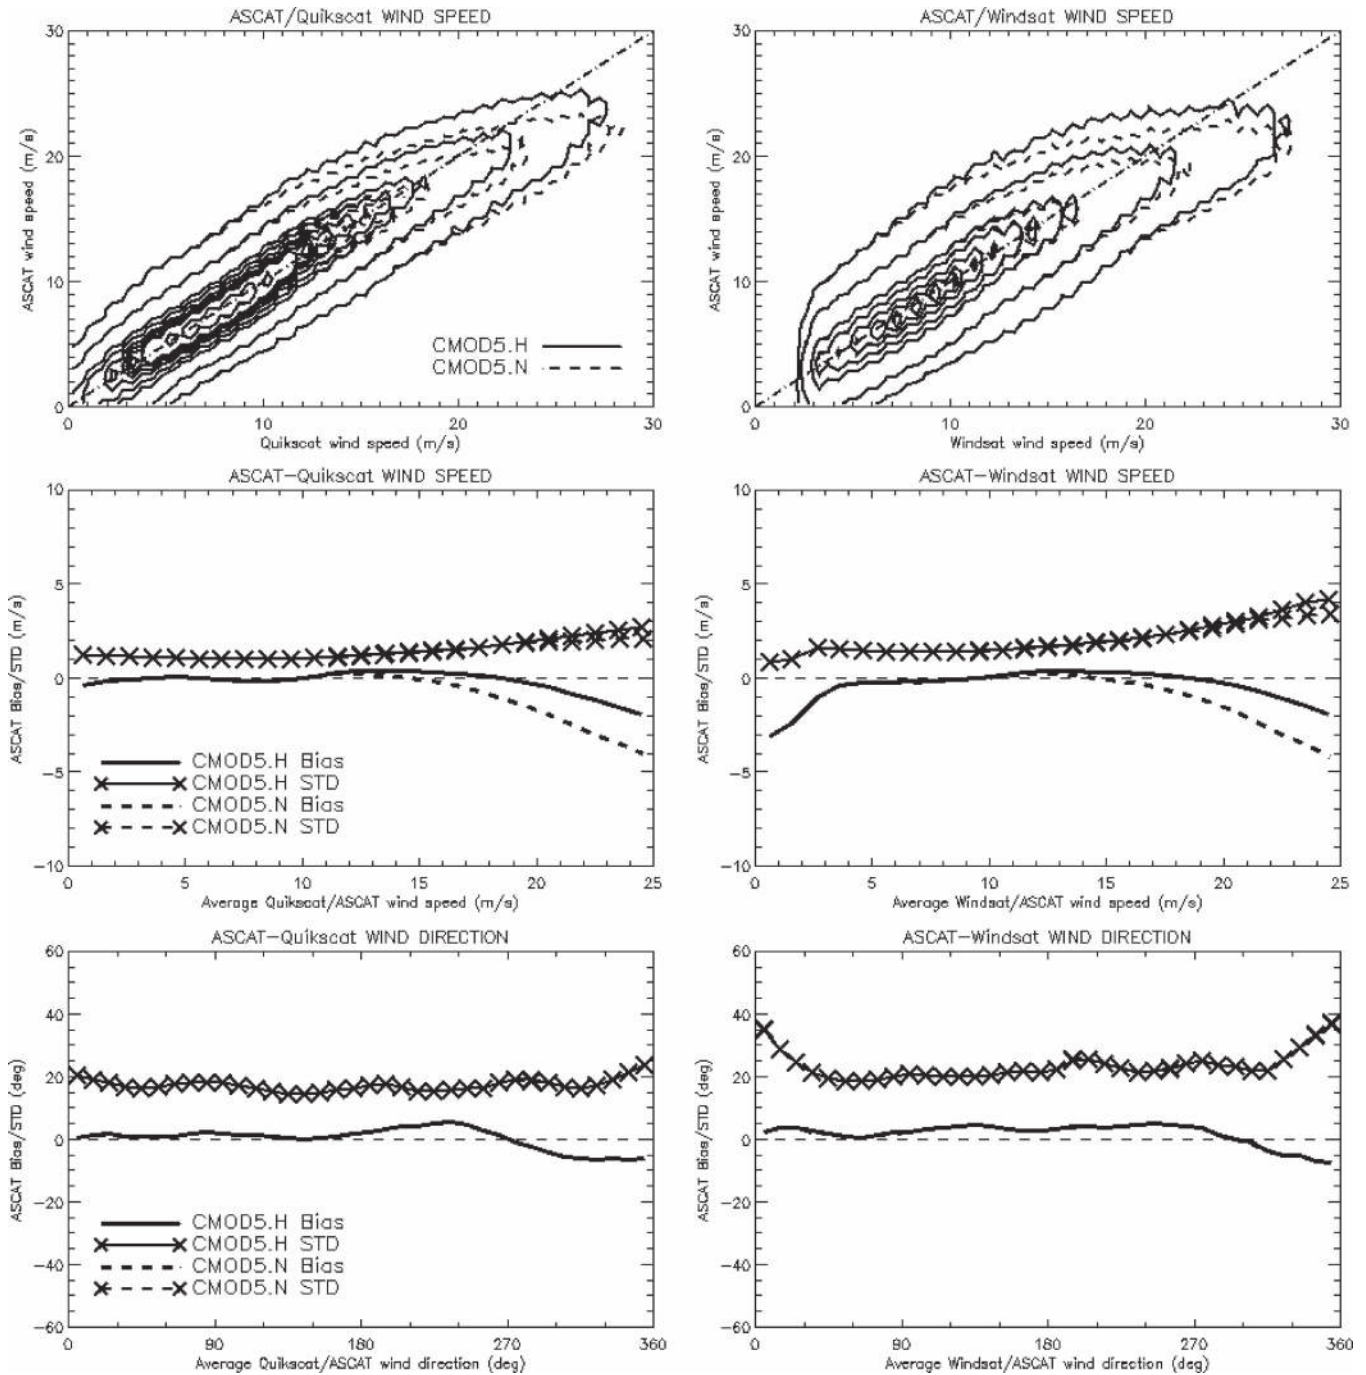 ASCAT/Quikscat WIND SPEED
30
20
10
0
ASCAT wind speed (m/s)
CMOD5.H
CMOD5.N
0 10 20 30
Quikscat wind speed (m/s)
ASCAT/Windsat WIND SPEED
30
20
10
0
ASCAT wind speed (m/s)
0 10 20 30
Windsat wind speed (m/s)
ASCAT-Quikscat WIND SPEED
10
5
0
-5
-10
ASCAT Bias/STD (m/s)
CMOD5.H Bias
CMOD5.H STD
CMOD5.N Bias
CMOD5.N STD
0 5 10 15 20 25
Average Quikscat/ASCAT wind speed (m/s)
ASCAT-Windsat WIND SPEED
10
5
0
-5
-10
ASCAT Bias/STD (m/s)
0 5 10 15 20 25
Average Windsat/ASCAT wind speed (m/s)
ASCAT-Quikscat WIND DIRECTION
60
40
20
0
-20
-40
-60
ASCAT Bias/STD (deg)
CMOD5.H Bias
CMOD5.H STD
CMOD5.N Bias
CMOD5.N STD
0 90 180 270 360
Average Quikscat/ASCAT wind direction (deg)
ASCAT-Windsat WIND DIRECTION
60
40
20
0
-20
-40
-60
ASCAT Bias/STD (deg)
0 90 180 270 360
Average Windsat/ASCAT wind direction (deg)